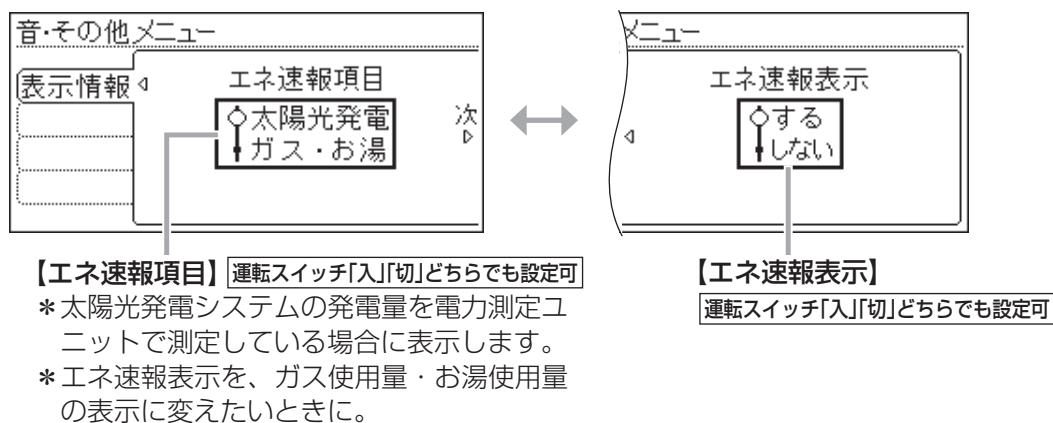 音・その他メニュー
表示情報
エネ速報項目
太陽光発電
ガス・お湯
次
メニュー
エネ速報表示
する
しない
【エネ速報項目】 運転スイッチ「入」「切」どちらでも設定可
＊太陽光発電システムの発電量を電力測定ユ
ニットで測定している場合に表示します。
＊エネ速報表示を、ガス使用量・お湯使用量
の表示に変えたいときに。
【エネ速報表示】
運転スイッチ「入」「切」どちらでも設定可